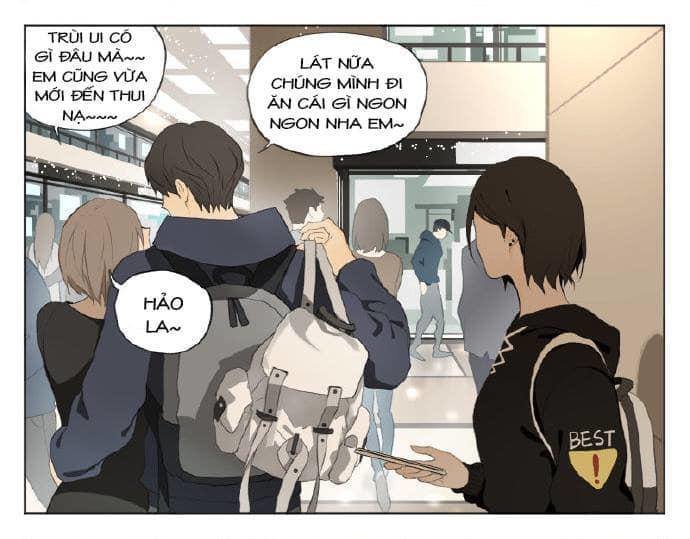 TRÙI UI CÓ
GÌ ĐÂU MÀ~~
EM CŨNG VỪA
MỚI ĐẾN THUI
NẠ~~~
LÁT NỮA
CHÚNG MÌNH ĐI
ĂN CÁI GÌ NGON
NGON NHA EM~
HẢO
LA~
BEST
!